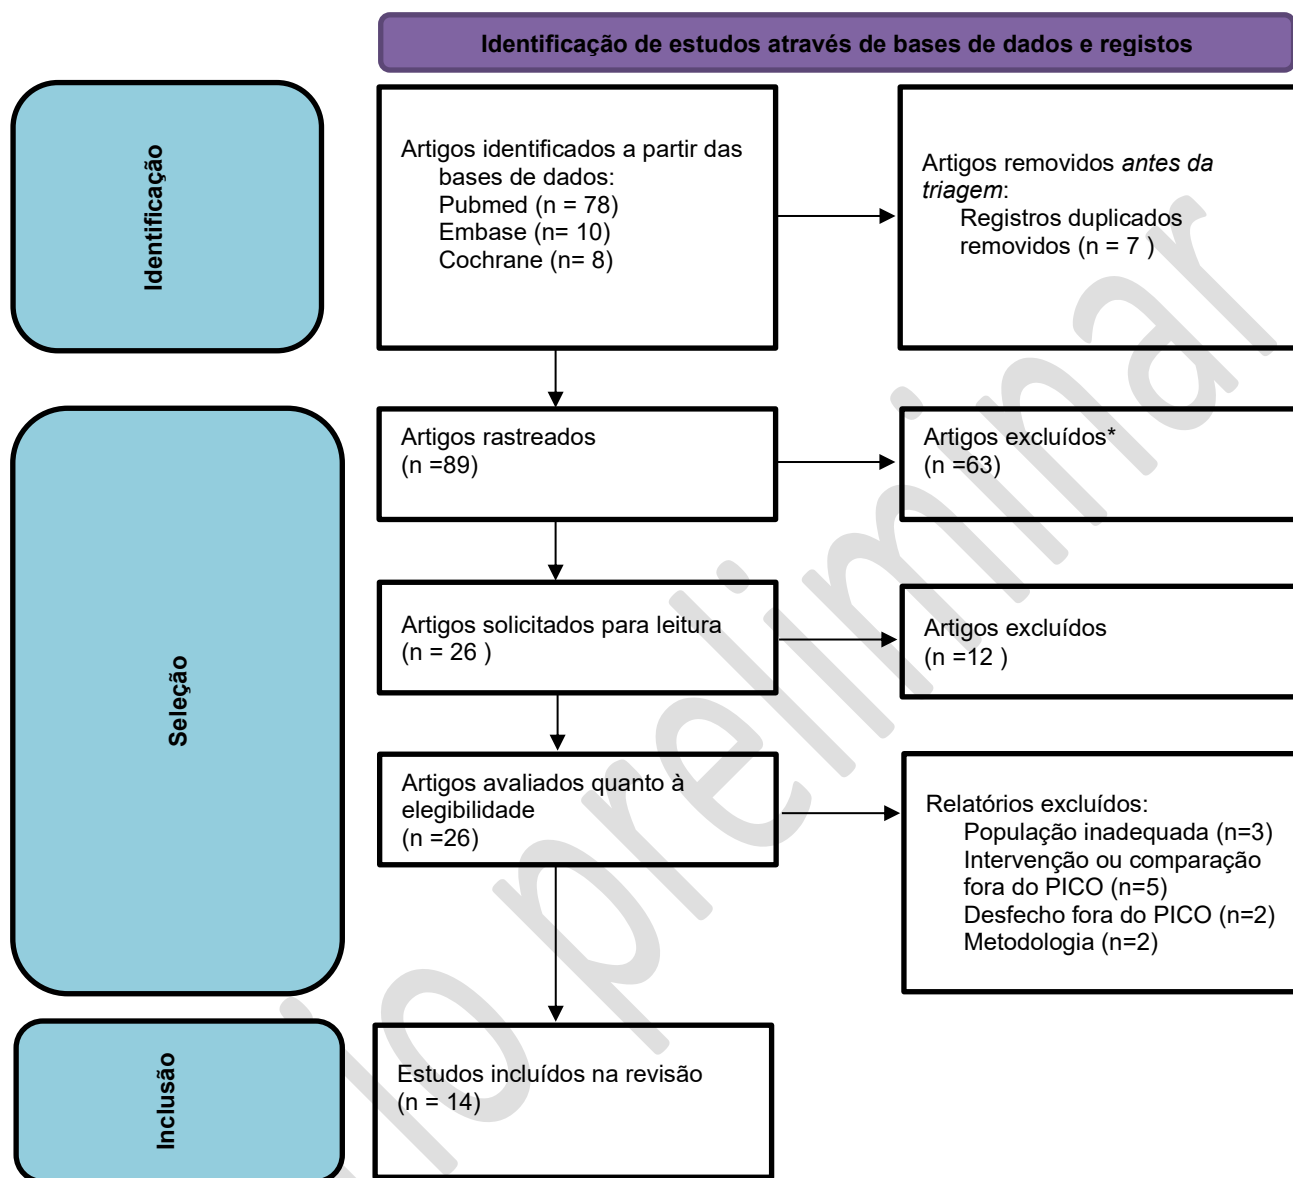 Identificação de estudos através de bases de dados e registos
Identificação
Artigos identificados a partir das
bases de dados:
Pubmed (n = 78)
Embase (n= 10)
Cochrane (n= 8)
Artigos removidos antes da
triagem:
Registros duplicados
removidos (n = 7 )
Seleção
Artigos rastreados
(n =89)
Artigos excluídos*
(n =63)
Artigos solicitados para leitura
(n = 26 )
Artigos excluídos
(n =12 )
Artigos avaliados quanto à
elegibilidade
(n =26)
Relatórios excluídos:
População inadequada (n=3)
Intervenção ou comparação
fora do PICO (n=5)
Desfecho fora do PICO (n=2)
Metodologia (n=2)
Inclusão
Estudos incluídos na revisão
(n = 14)
lo preliminar